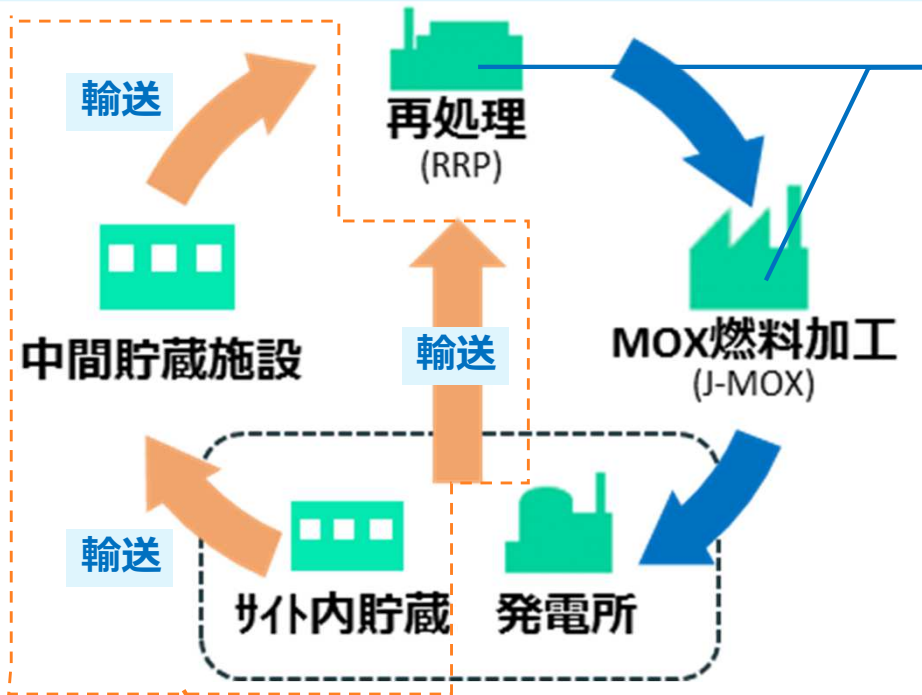 輸送
再処理
(RRP)
中間貯蔵施設
輸送
MOX燃料加工
(J-MOX)
輸送
ｻｲﾄ内貯蔵
発電所